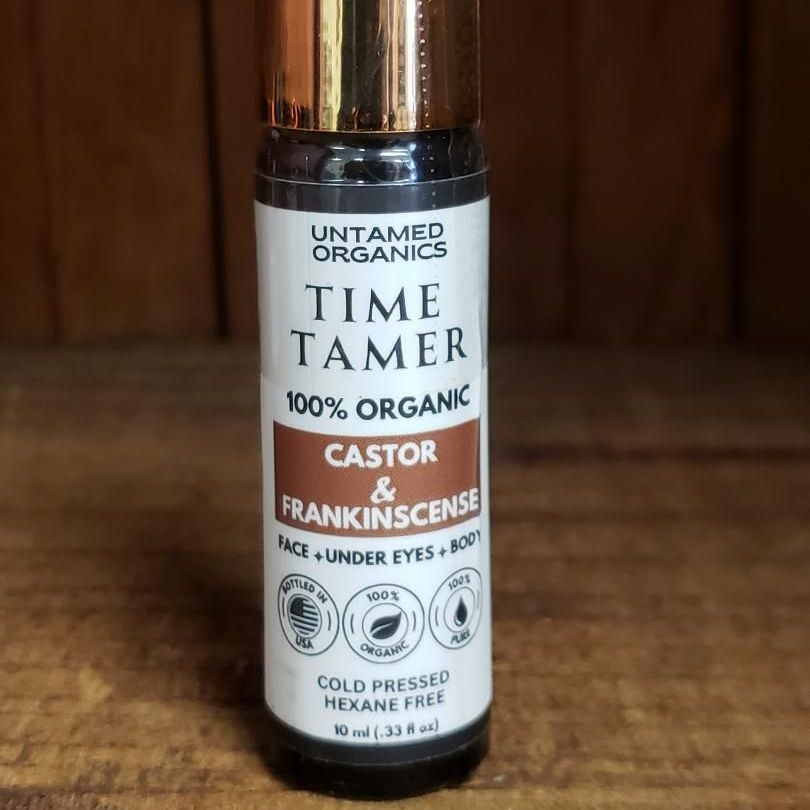 UNTAMED
ORGANICS
TIME
TAMER
100% ORGANIC
CASTOR
&
FRANKINSCENSE
FACE ✦ UNDER EYES ✦ BODY
BOTTLED IN
USA
100%
ORGANIC
100%
PURE
COLD PRESSED
HEXANE FREE
10 ml (.33 fl oz)